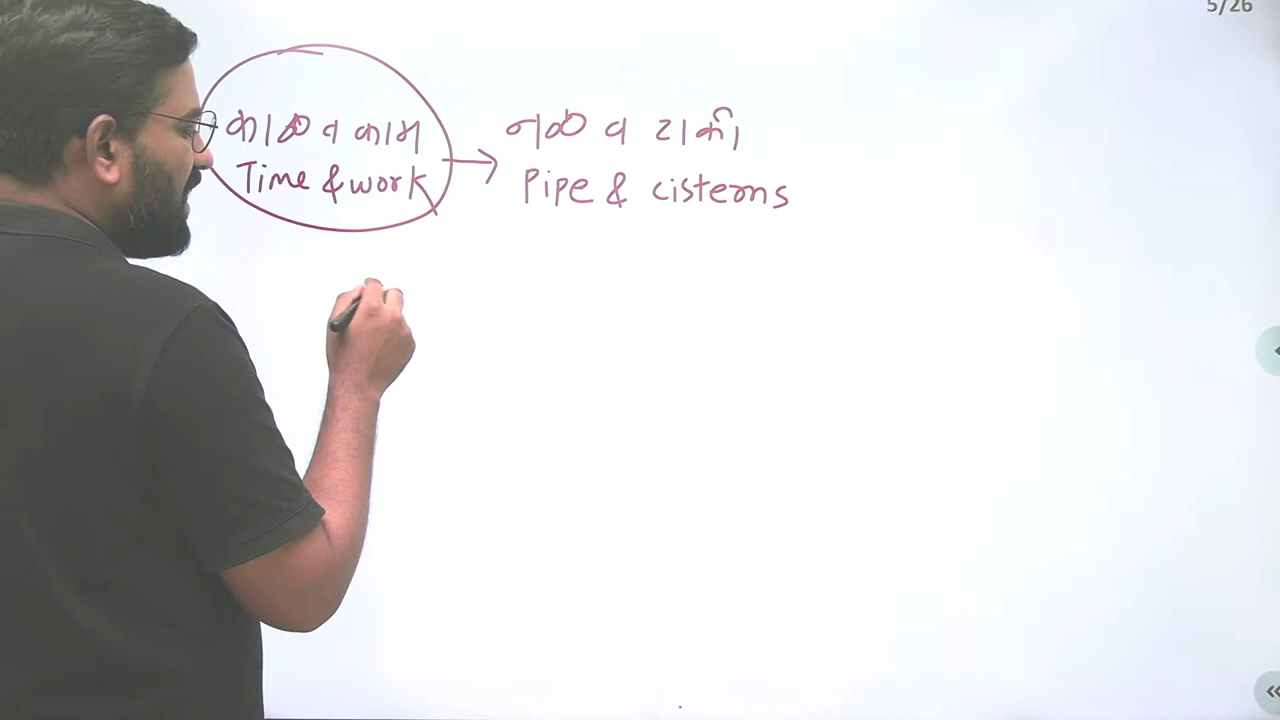 5/26
काळ व काम
Time & work
नळ व टाकी
Pipe & cisterns